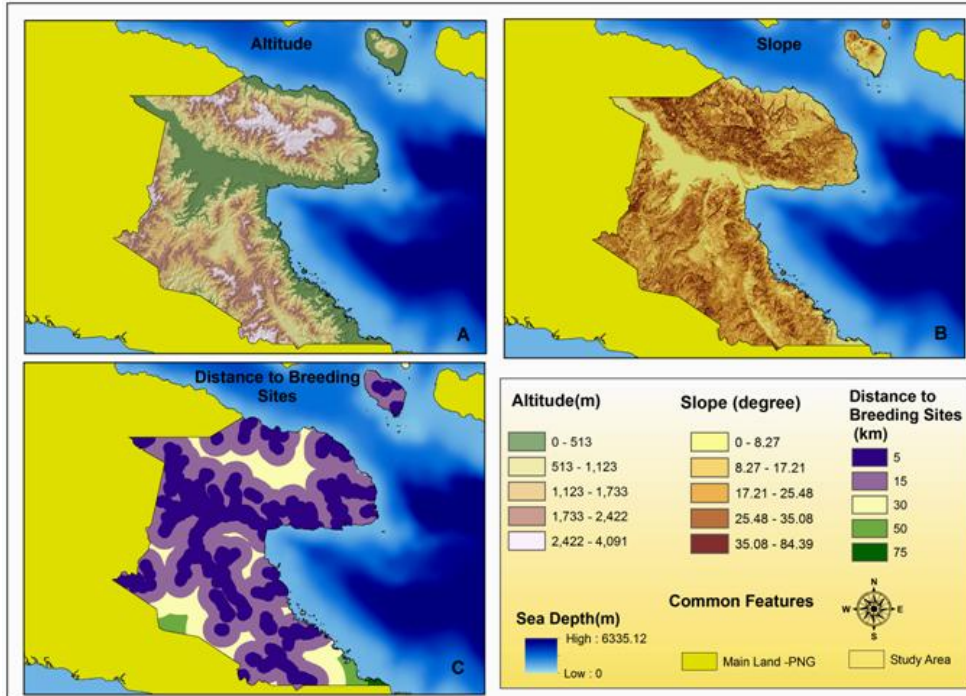 Altitude
A
Slope
B
Distance to Breeding
Sites
C
Altitude(m)
0 - 513
513 - 1,123
1,123 - 1,733
1,733 - 2,422
2,422 - 4,091
Slope (degree)
0 - 8.27
8.27 - 17.21
17.21 - 25.48
25.48 - 35.08
35.08 - 84.39
Distance to
Breeding Sites
(km)
5
15
30
50
75
Sea Depth(m)
High : 6335.12
Low : 0
Common Features
N
W E
S
Main Land -PNG
Study Area